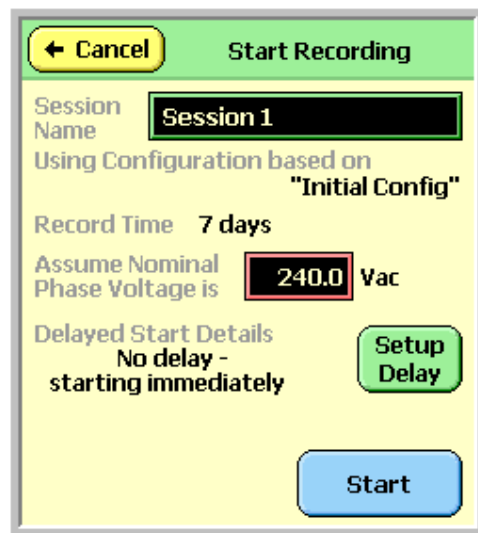 ← Cancel Start Recording
Session
Name Session 1
Using Configuration based on
"Initial Config"
Record Time 7 days
Assume Nominal
Phase Voltage is 240.0 Vac
Delayed Start Details
No delay -
starting immediately
Setup
Delay
Start